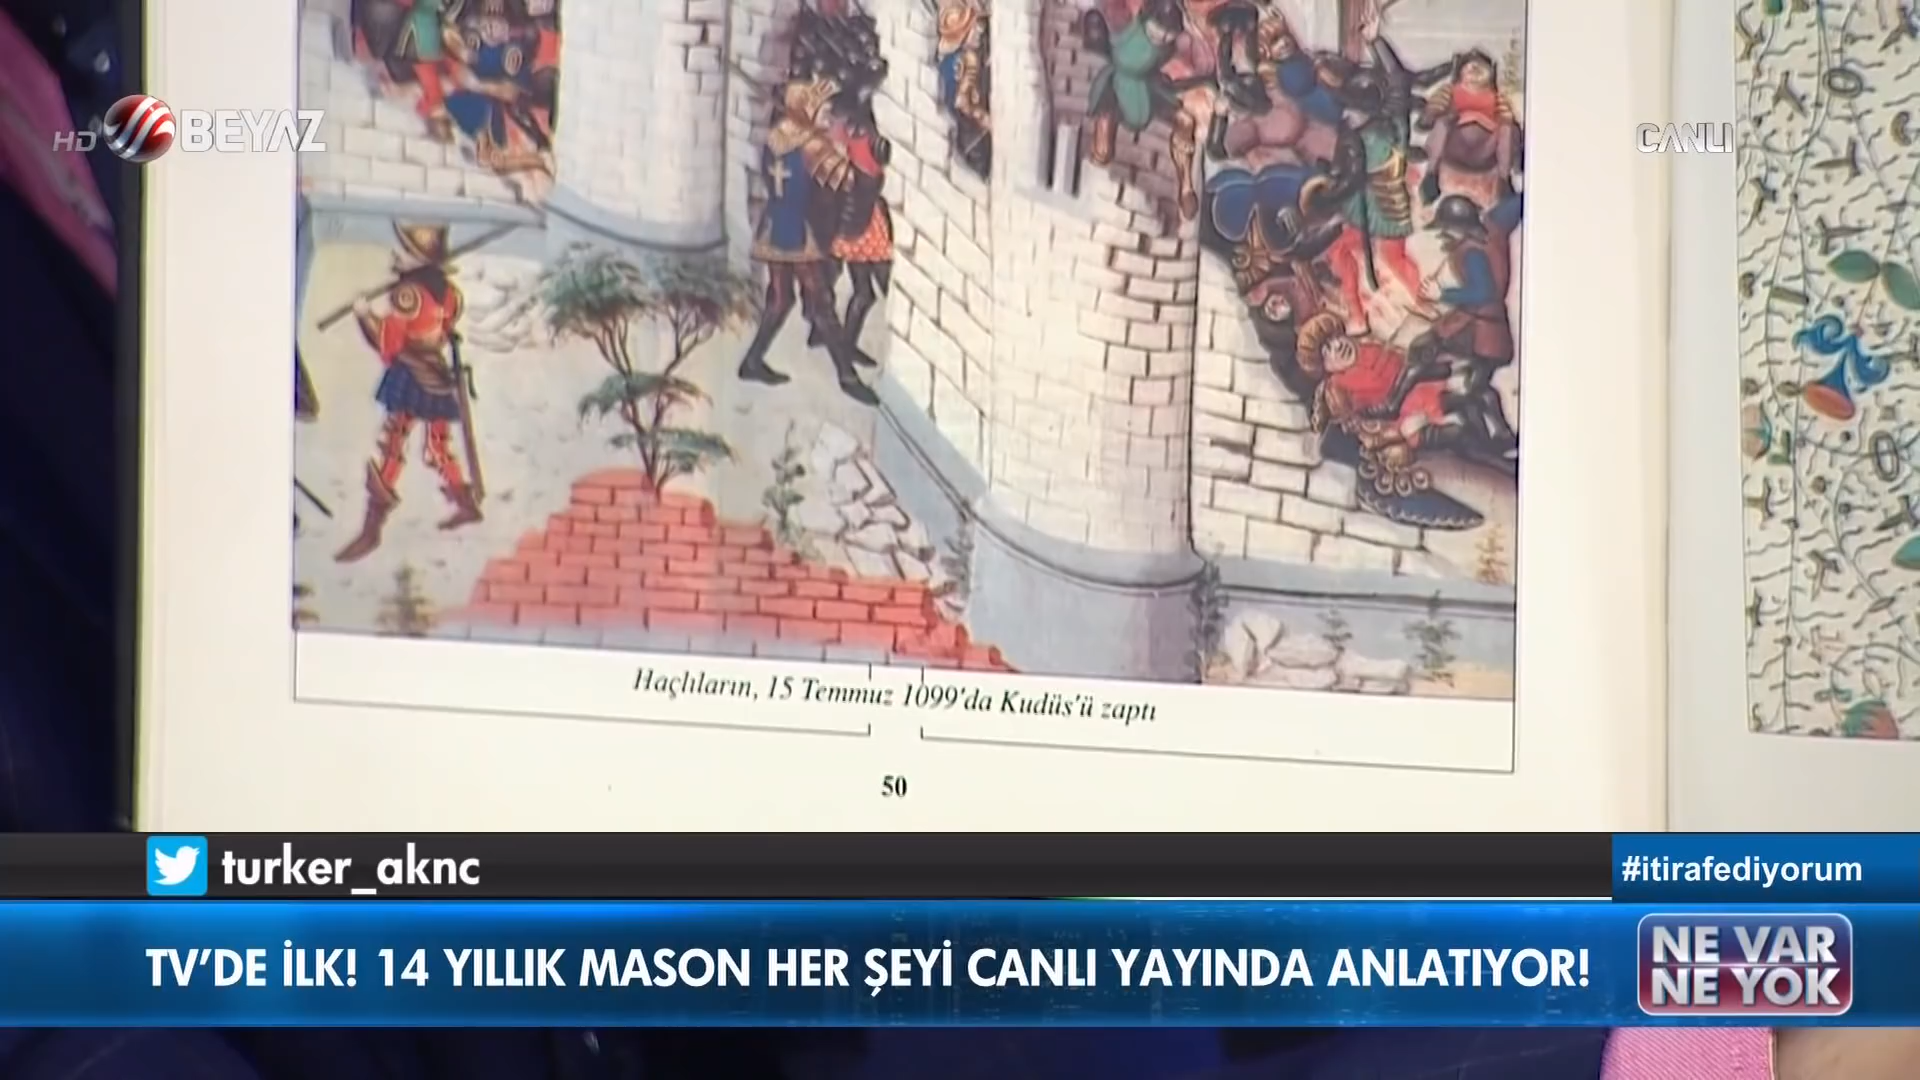 HD BEYAZ
CANLI
Haçlıların, 15 Temmuz 1099'da Kudüs'ü zaptı
50
turker_aknc
#itirafediyorum
TV'DE İLK! 14 YILLIK MASON HER ŞEYİ CANLI YAYINDA ANLATIYOR!
NE VAR
NE YOK